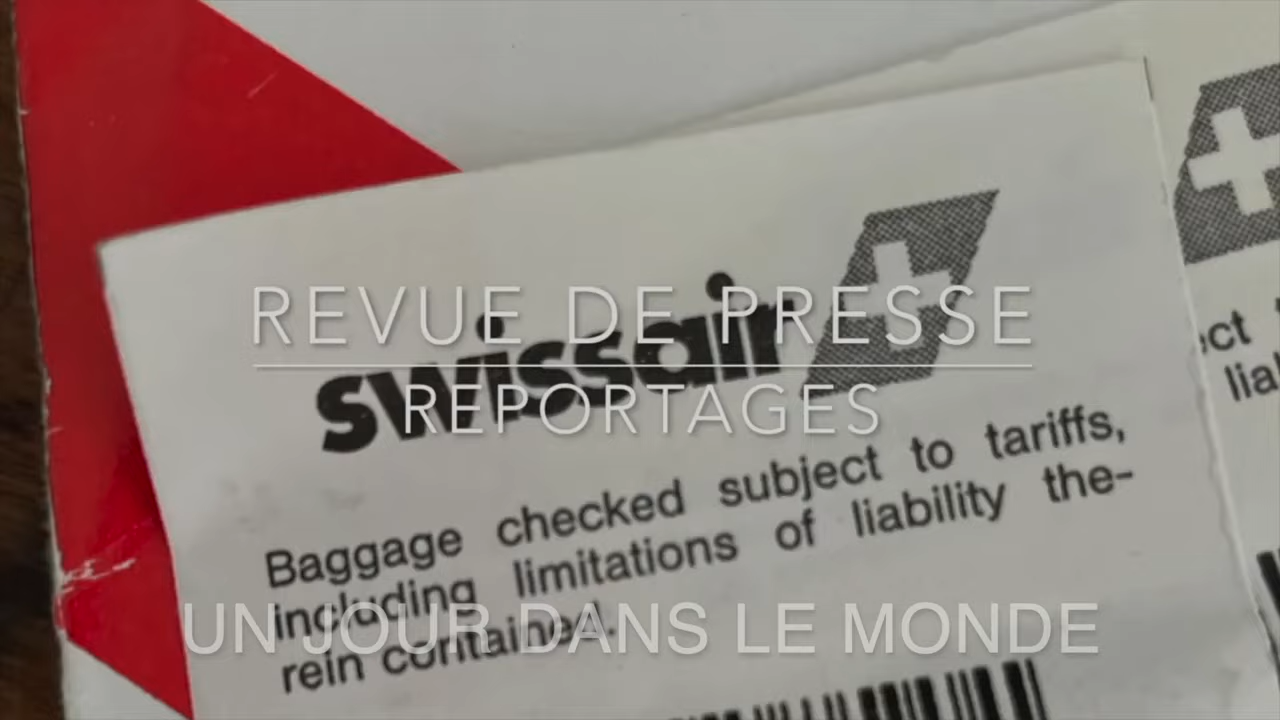 REVUE DE PRESSE
swissair
REPORTAGES
Baggage checked subject to tariffs,
including limitations of liability the-
rein contained.
UN JOUR DANS LE MONDE
ect
lia